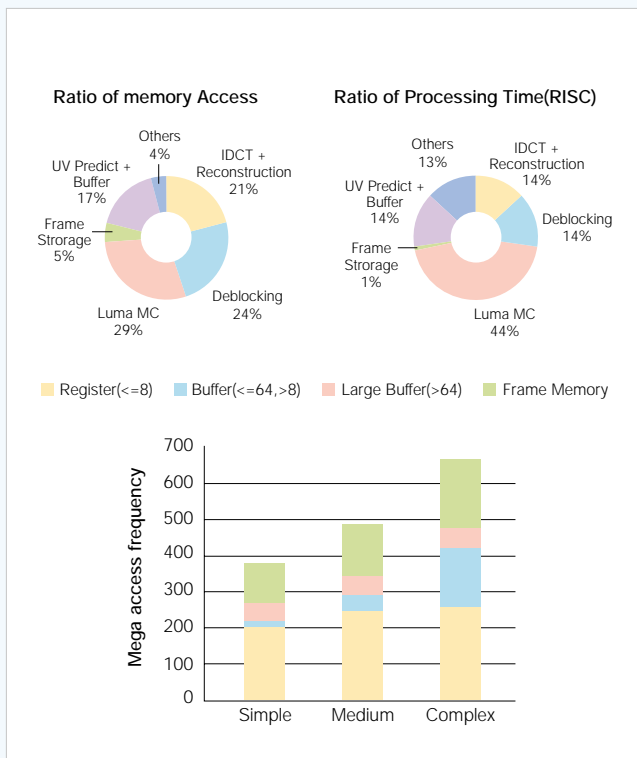 Ratio of memory Access
Others
4%
IDCT +
Reconstruction
21%
UV Predict +
Buffer
17%
Frame
Strorage
5%
Deblocking
24%
Luma MC
29%
Ratio of Processing Time(RISC)
Others
13%
IDCT +
Reconstruction
14%
UV Predict +
Buffer
14%
Deblocking
14%
Frame
Strorage
1%
Luma MC
44%
Register(<=8)
Buffer(<=64,>8)
Large Buffer(>64)
Frame Memory
Mega access frequency
700
600
500
400
300
200
100
0
Simple
Medium
Complex